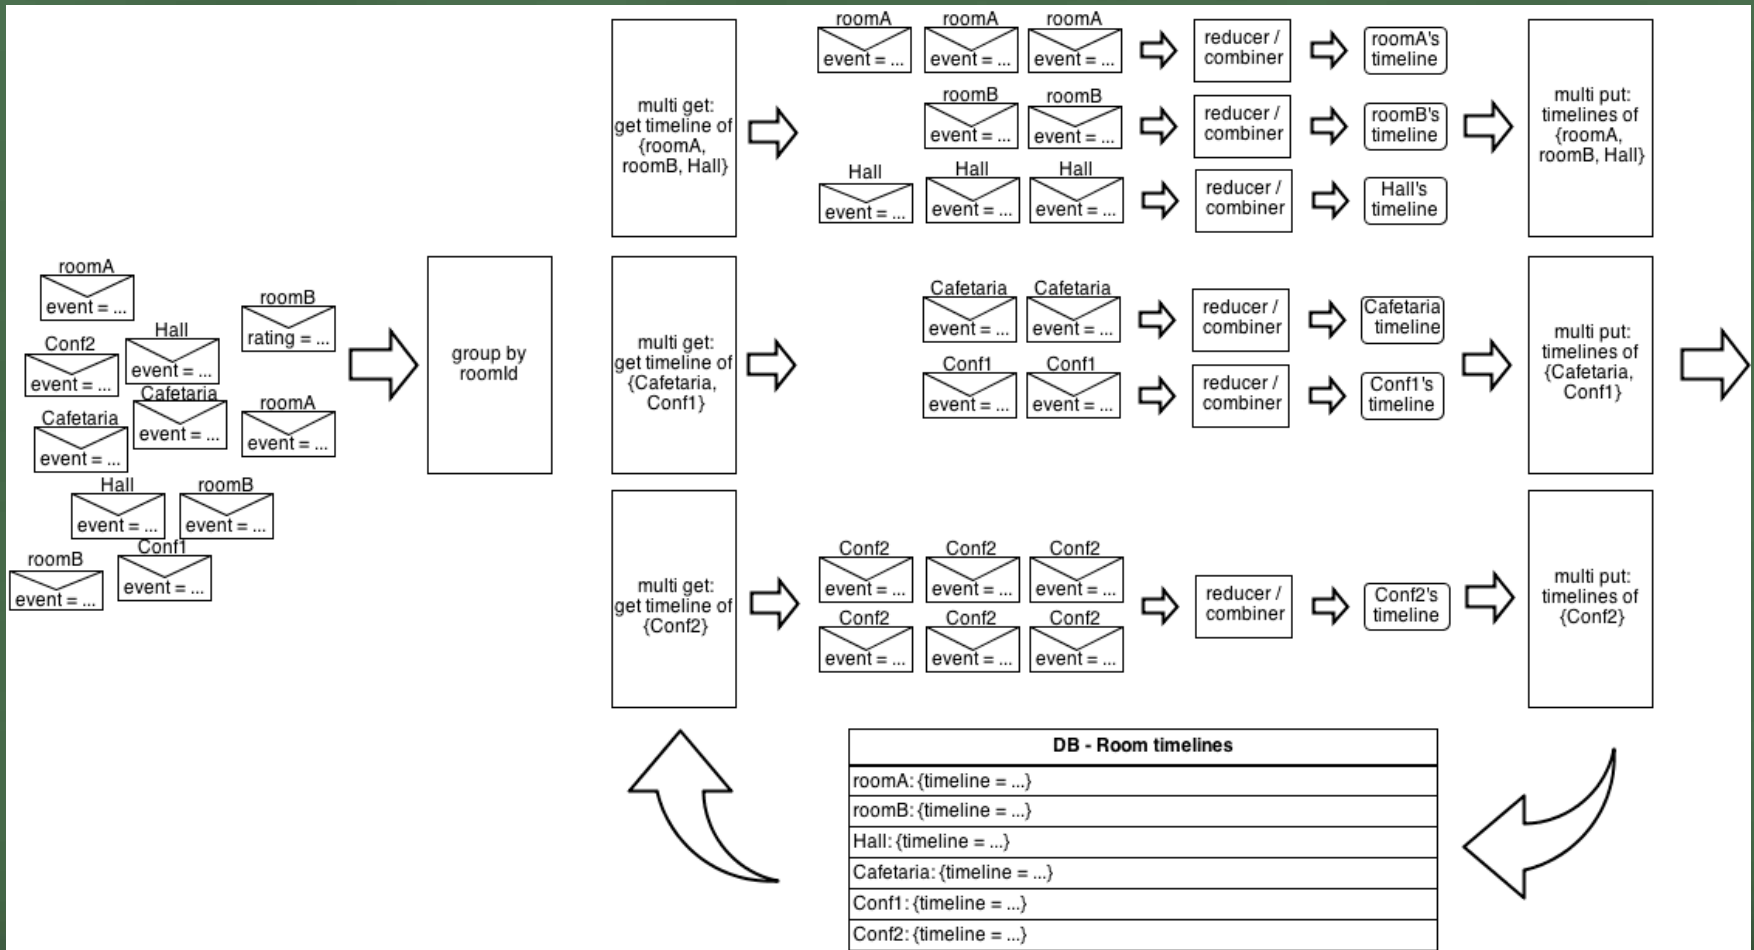 roomA
event = ...
roomB
rating = ...
Hall
event = ...
Conf2
event = ...
Cafetaria
event = ...
roomA
event = ...
Cafetaria
event = ...
Hall
event = ...
roomB
event = ...
Conf1
event = ...
roomB
event = ...
group by
roomId
multi get:
get timeline of
{roomA,
roomB, Hall}
roomA roomA roomA
event = ... event = ... event = ...
reducer /
combiner
roomA's
timeline
roomB roomB
event = ... event = ...
reducer /
combiner
roomB's
timeline
Hall Hall Hall
event = ... event = ... event = ...
reducer /
combiner
Hall's
timeline
multi put:
timelines of
{roomA,
roomB, Hall}
multi get:
get timeline of
{Cafetaria,
Conf1}
Cafetaria Cafetaria
event = ... event = ...
reducer /
combiner
Cafetaria
timeline
Conf1 Conf1
event = ... event = ...
reducer /
combiner
Conf1's
timeline
multi put:
timelines of
{Cafetaria,
Conf1}
multi get:
get timeline of
{Conf2}
Conf2 Conf2 Conf2
event = ... event = ... event = ...
Conf2 Conf2 Conf2
event = ... event = ... event = ...
reducer /
combiner
Conf2's
timeline
multi put:
timelines of
{Conf2}
DB - Room timelines
roomA: {timeline = ...}
roomB: {timeline = ...}
Hall: {timeline = ...}
Cafetaria: {timeline = ...}
Conf1: {timeline = ...}
Conf2: {timeline = ...}